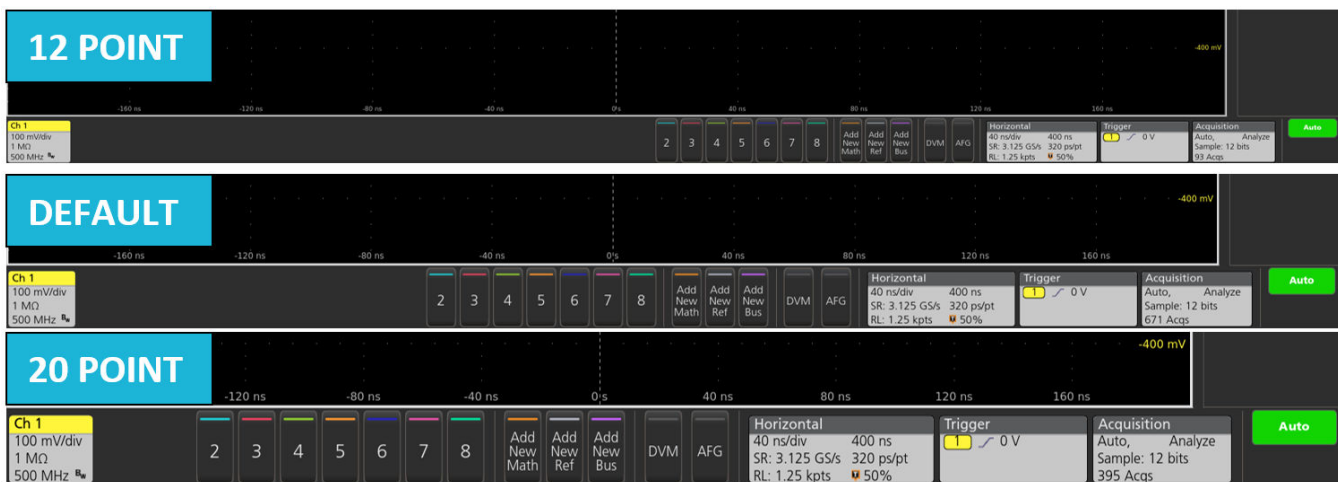 12 POINT
-400 mV
-160 ns -120 ns -80 ns -40 ns 0 s 40 ns 80 ns 120 ns 160 ns
Ch 1
100 mV/div
1 MΩ
500 MHz Bw
2 3 4 5 6 7 8
Add New Math
Add New Ref
Add New Bus
DVM
AFG
Horizontal
40 ns/div 400 ns
SR: 3.125 GS/s 320 ps/pt
RL: 1.25 kpts 50%
Trigger
1 0 V
Acquisition
Auto, Analyze
Sample: 12 bits
93 Acqs
Auto
DEFAULT
-400 mV
-160 ns -120 ns -80 ns -40 ns 0 s 40 ns 80 ns 120 ns 160 ns
Ch 1
100 mV/div
1 MΩ
500 MHz Bw
2 3 4 5 6 7 8
Add New Math
Add New Ref
Add New Bus
DVM
AFG
Horizontal
40 ns/div 400 ns
SR: 3.125 GS/s 320 ps/pt
RL: 1.25 kpts 50%
Trigger
1 0 V
Acquisition
Auto, Analyze
Sample: 12 bits
671 Acqs
Auto
20 POINT
-400 mV
-120 ns -80 ns -40 ns 0 s 40 ns 80 ns 120 ns 160 ns
Ch 1
100 mV/div
1 MΩ
500 MHz Bw
2 3 4 5 6 7 8
Add New Math
Add New Ref
Add New Bus
DVM
AFG
Horizontal
40 ns/div 400 ns
SR: 3.125 GS/s 320 ps/pt
RL: 1.25 kpts 50%
Trigger
1 0 V
Acquisition
Auto, Analyze
Sample: 12 bits
395 Acqs
Auto